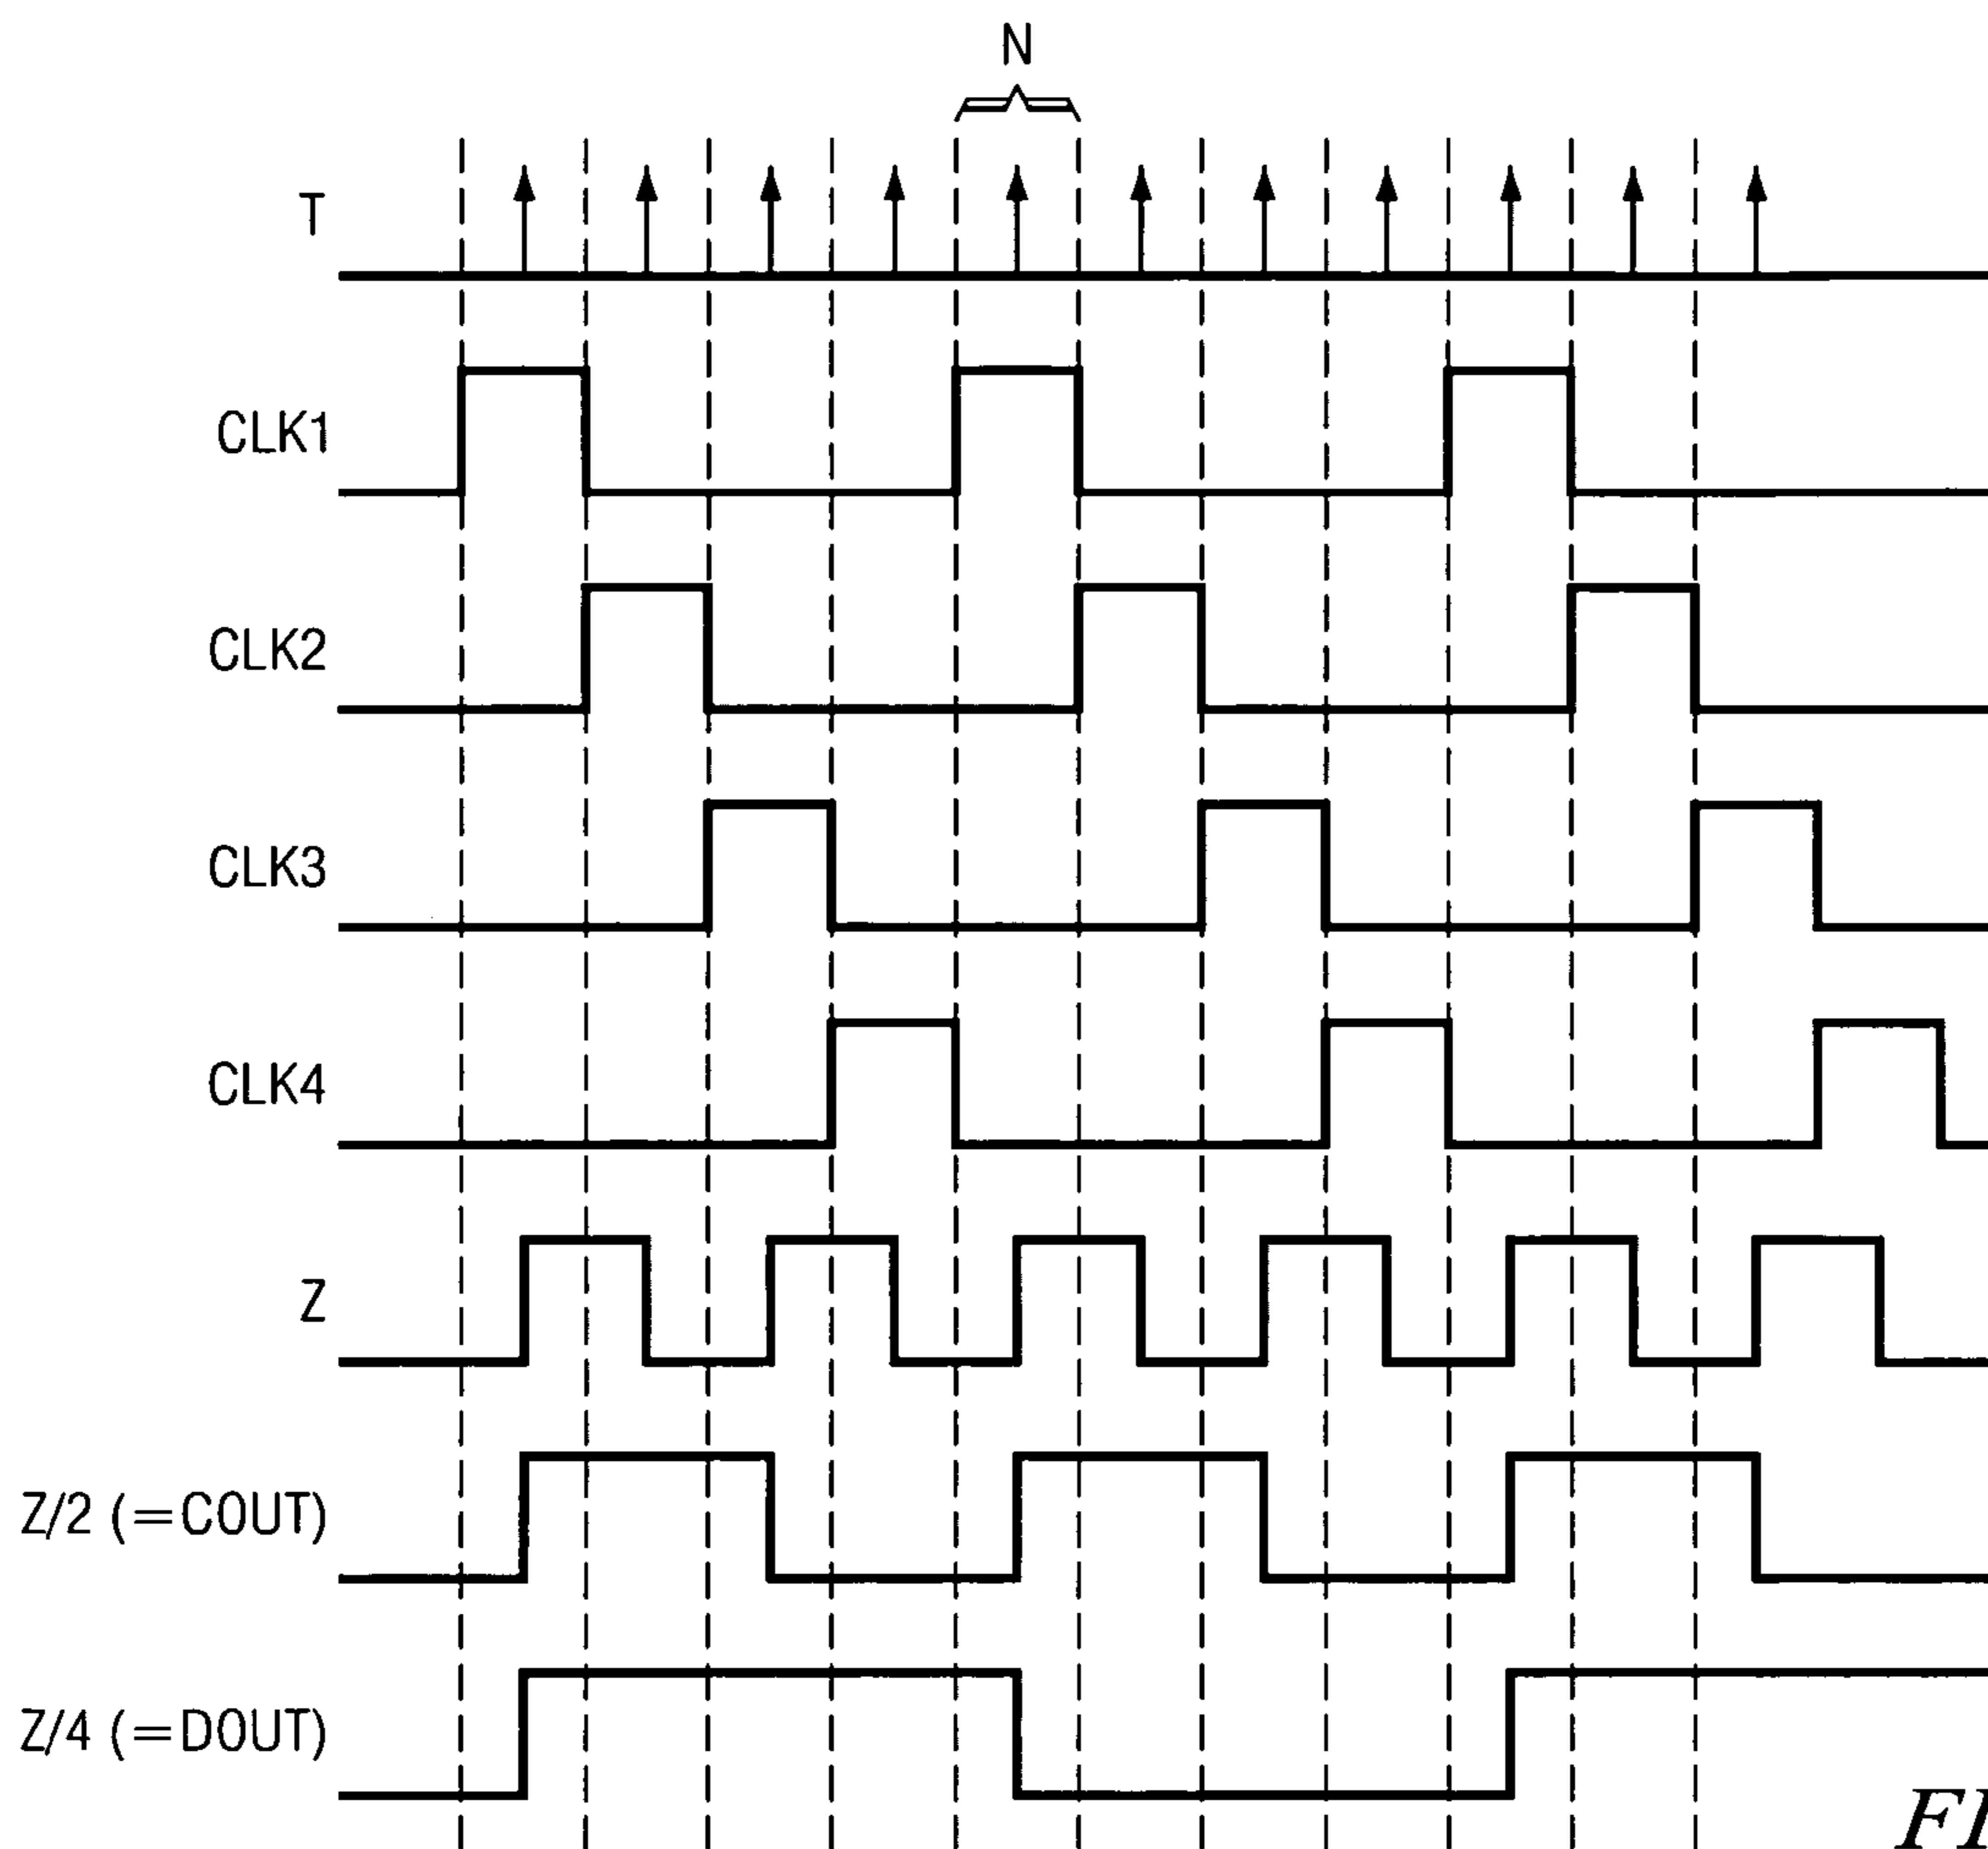 N
T
CLK1
CLK2
CLK3
CLK4
Z
Z/2 (=COUT)
Z/4 (=DOUT)